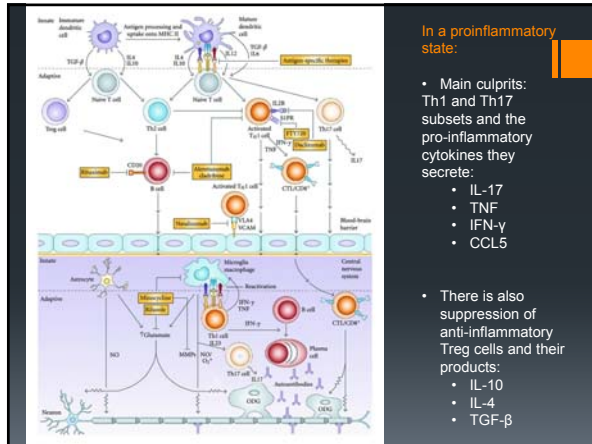 Innate
Immature
dendritic
cell
Antigen processing and
uptake onto MHC II
Mature
dendritic
cell
TGF-β
IL4
IL10
IL4
IL10
IL12
TGF-β
IL6
Antigen-specific therapies
Adaptive
Naive T cell
Naive T cell
Treg cell
Th2 cell
IL2R
S1PR
Activated
TH1 cell
FTY720
Daclizumab
Th17 cell
IL17
IFN-γ
TNF
CD20
Rituximab
B cell
Alemtuzumab
cladribine
CTL/CD8+
Activated TH1 cell
Natalizumab
VLA4
VCAM
Blood-brain
barrier
Innate
Astrocyte
Microglia
macrophage
Central
nervous
system
Reactivation
Adaptive
Minocycline
Riluzole
IFN-γ
TNF
Th1 cell
IL23
IFN-γ
B cell
CTL/CD8+
Glutamate
NO
MMPs
NO/
O2•
Th17 cell
IL17
Plasma
cell
Autoantibodies
ODG
ODG
Neuron
In a proinflammatory
state:
• Main culprits:
Th1 and Th17
subsets and the
pro-inflammatory
cytokines they
secrete:
• IL-17
• TNF
• IFN-γ
• CCL5
• There is also
suppression of
anti-inflammatory
Treg cells and their
products:
• IL-10
• IL-4
• TGF-β